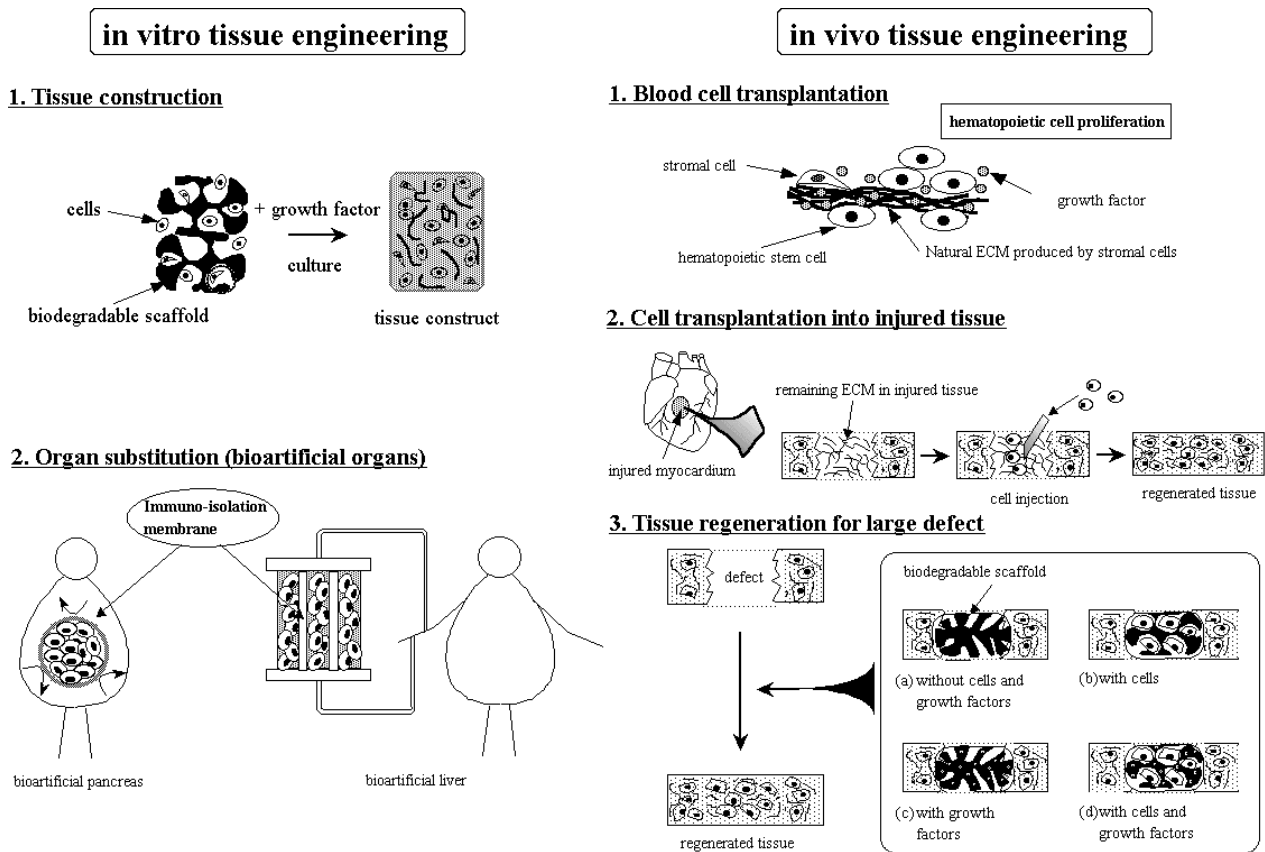 in vitro tissue engineering
1. Tissue construction
cells
+ growth factor
culture
biodegradable scaffold
tissue construct
2. Organ substitution (bioartificial organs)
Immuno-isolation
membrane
bioartificial pancreas
bioartificial liver
in vivo tissue engineering
1. Blood cell transplantation
hematopoietic cell proliferation
stromal cell
growth
factor
hematopoietic stem cell
Natural ECM produced by stromal cells
2. Cell transplantation into injured tissue
remaining ECM in injured tissue
injured myocardium
cell injection
regenerated tissue
3. Tissue regeneration for large defect
defect
biodegradable scaffold
(a) without cells and
growth factors
(b) with cells
(c) with growth
factors
(d) with cells and
growth factors
regenerated tissue